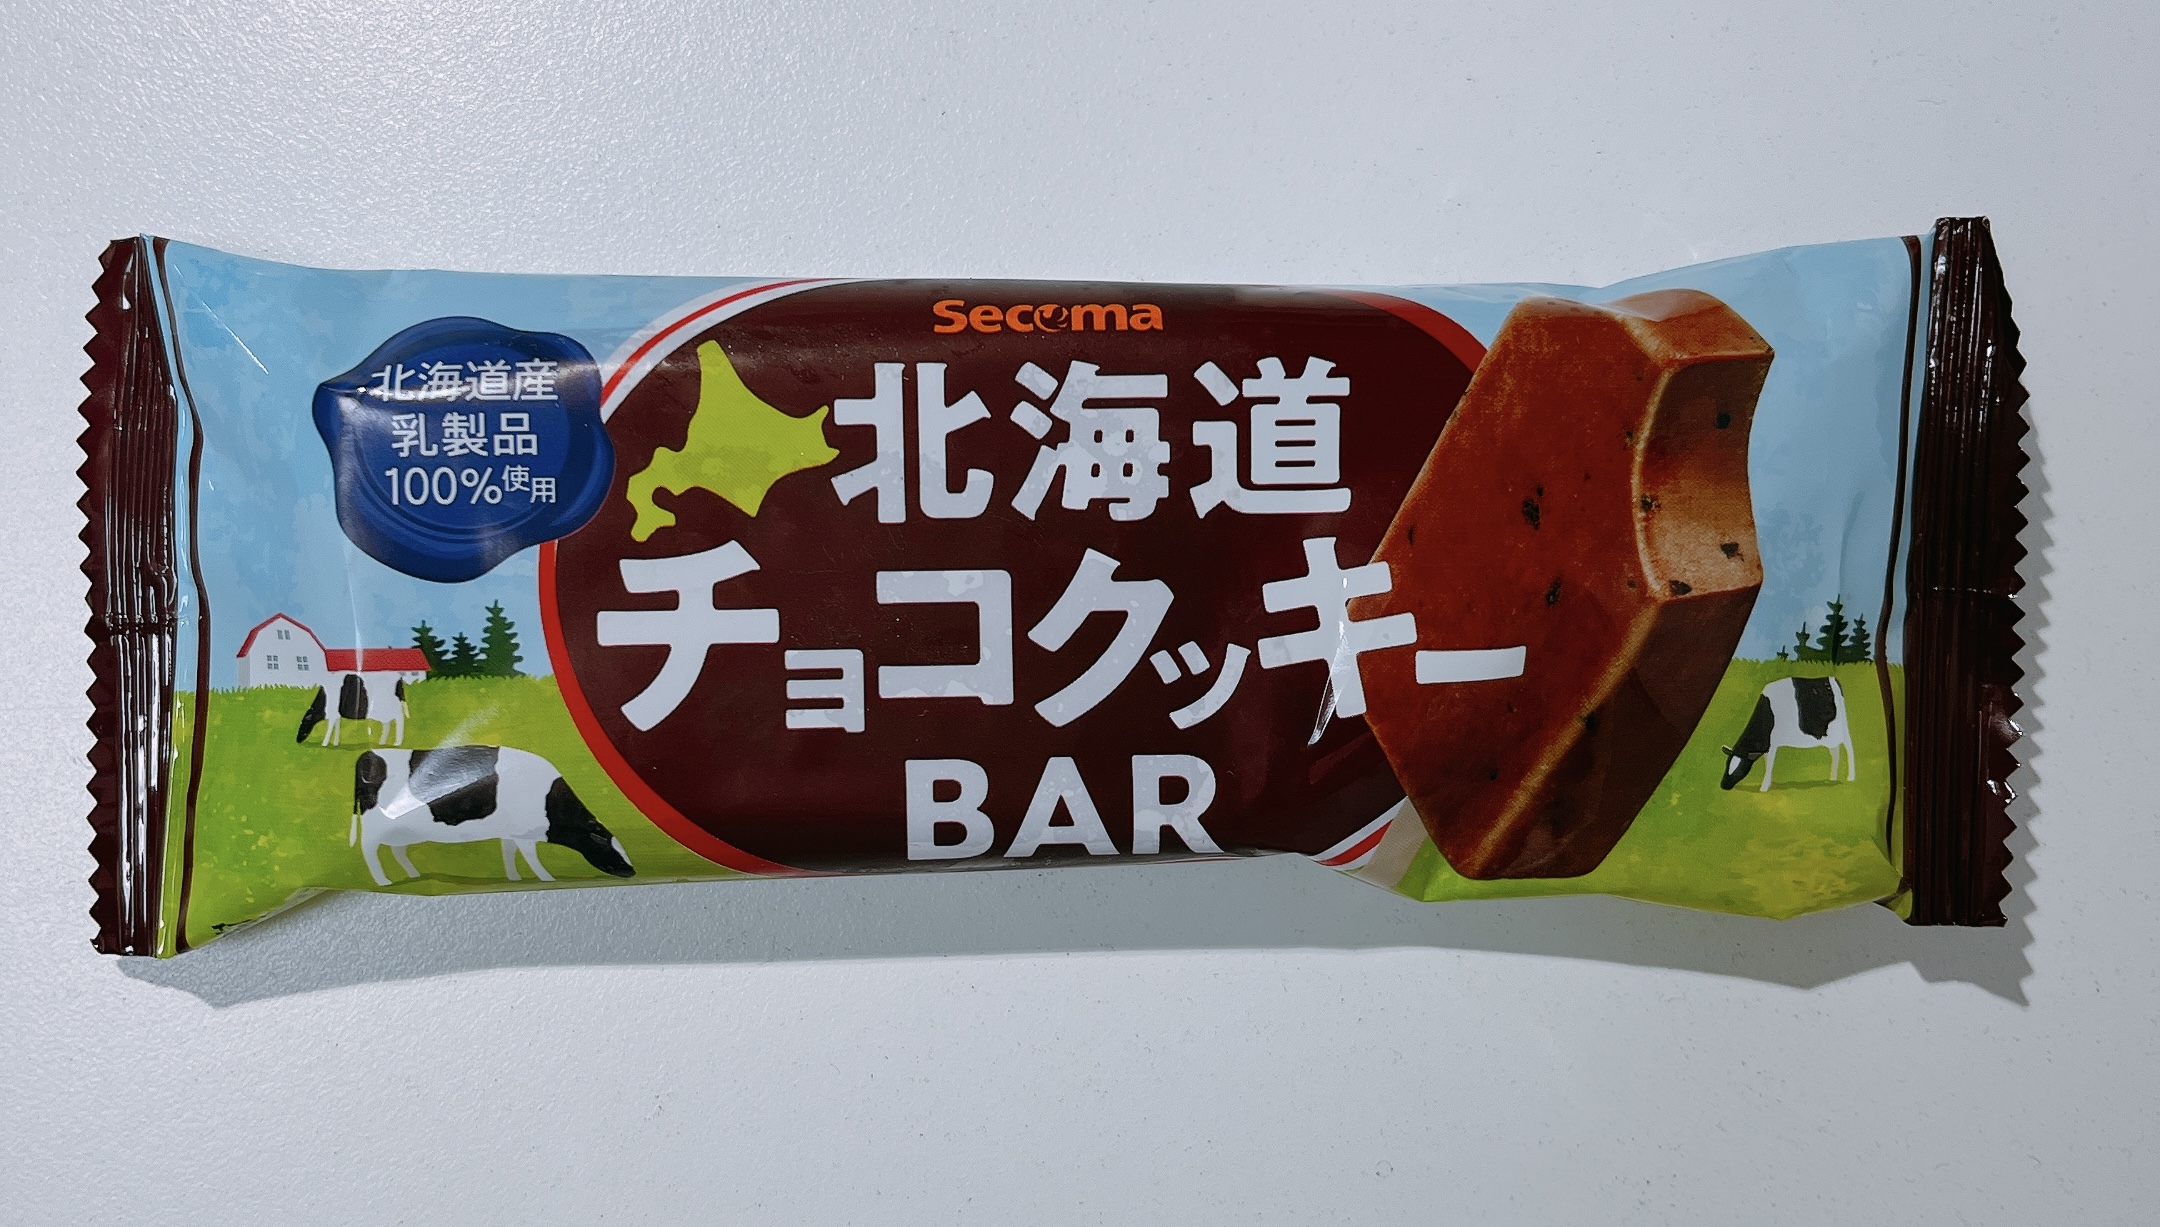 Secoma
北海道産
乳製品
100%使用
北海道
チョコクッキー
BAR